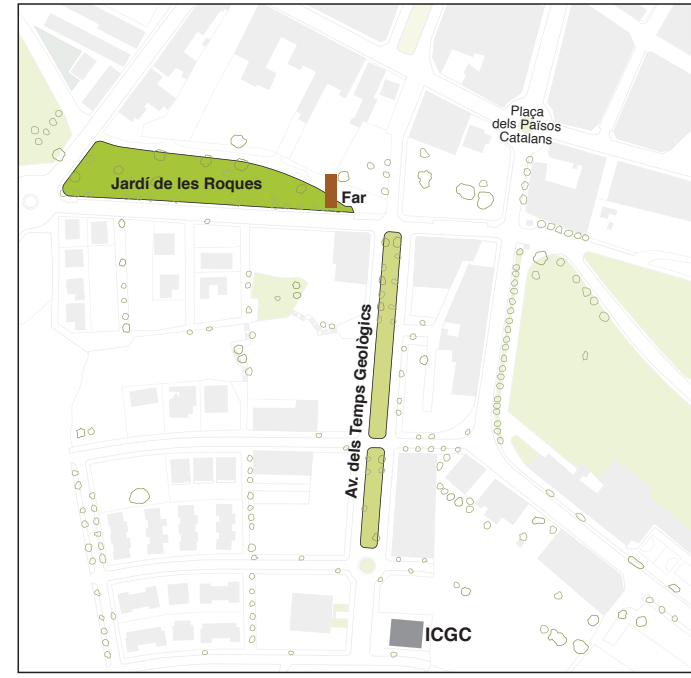 Plaça
dels Països
Catalans
Jardí de les Roques
Far
Av. dels Temps Geològics
ICGC